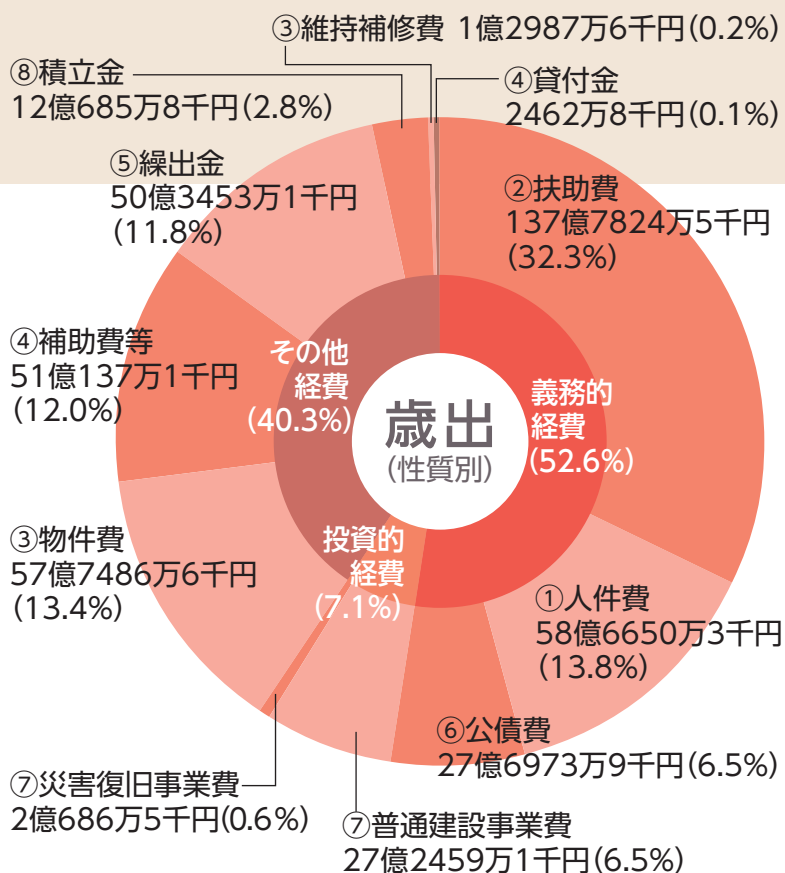 ③維持補修費 1億2987万6千円(0.2%)
⑧積立金
12億685万8千円(2.8%)
④貸付金
2462万8千円(0.1%)
⑤繰出金
50億3453万1千円
(11.8%)
②扶助費
137億7824万5千円
(32.3%)
④補助費等
51億137万1千円
(12.0%)
その他
経費
(40.3%)
歳出
(性質別)
義務的
経費
(52.6%)
③物件費
57億7486万6千円
(13.4%)
投資的
経費
(7.1%)
①人件費
58億6650万3千円
(13.8%)
⑥公債費
27億6973万9千円(6.5%)
⑦災害復旧事業費
2億686万5千円(0.6%)
⑦普通建設事業費
27億2459万1千円(6.5%)